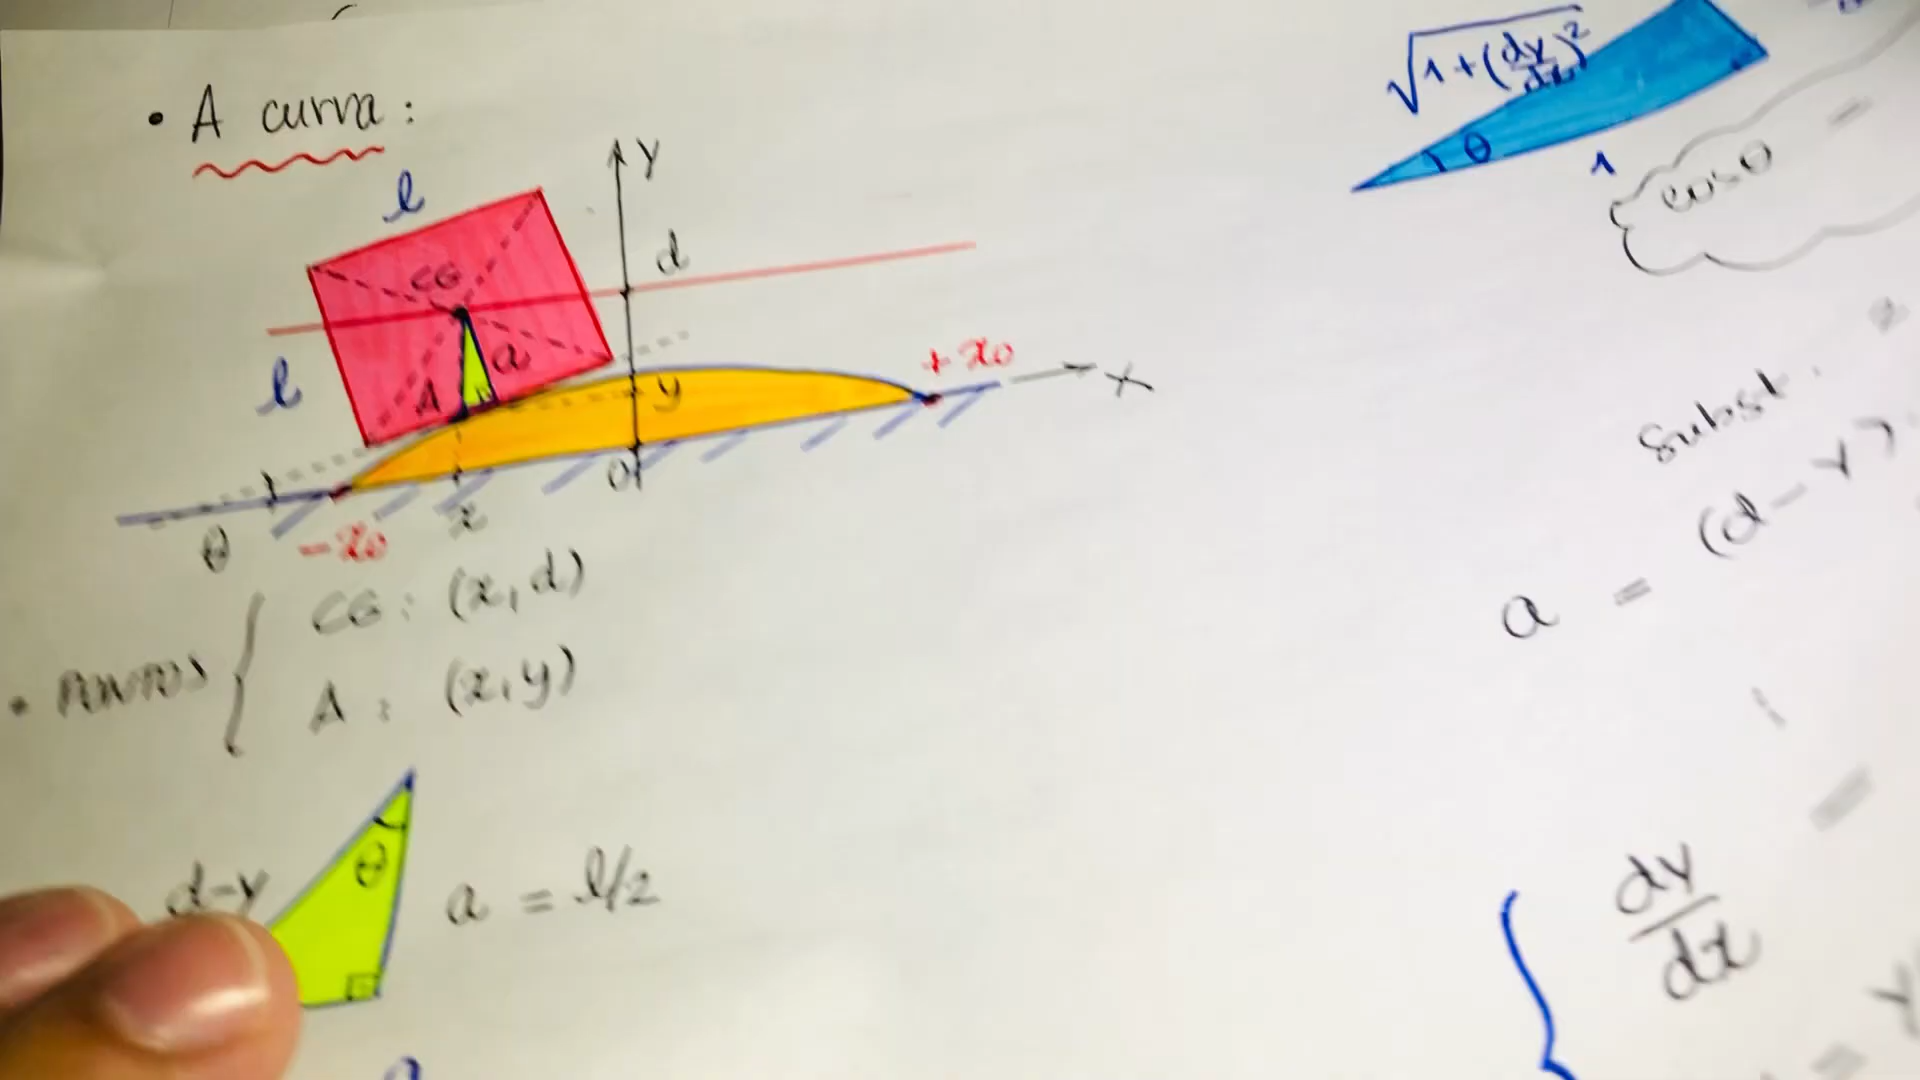 • A curva:
l
Y
d
CG
l
a
A
y
+x₀
X
0
x
θ
-x₀
• PONTOS { CG: (x, d)
A: (x, y)
θ
d-y
a = l/2
√1+(dy/dx)²
θ
1
cos θ =
Subst.
a = (d-y).
{ dy/dx =